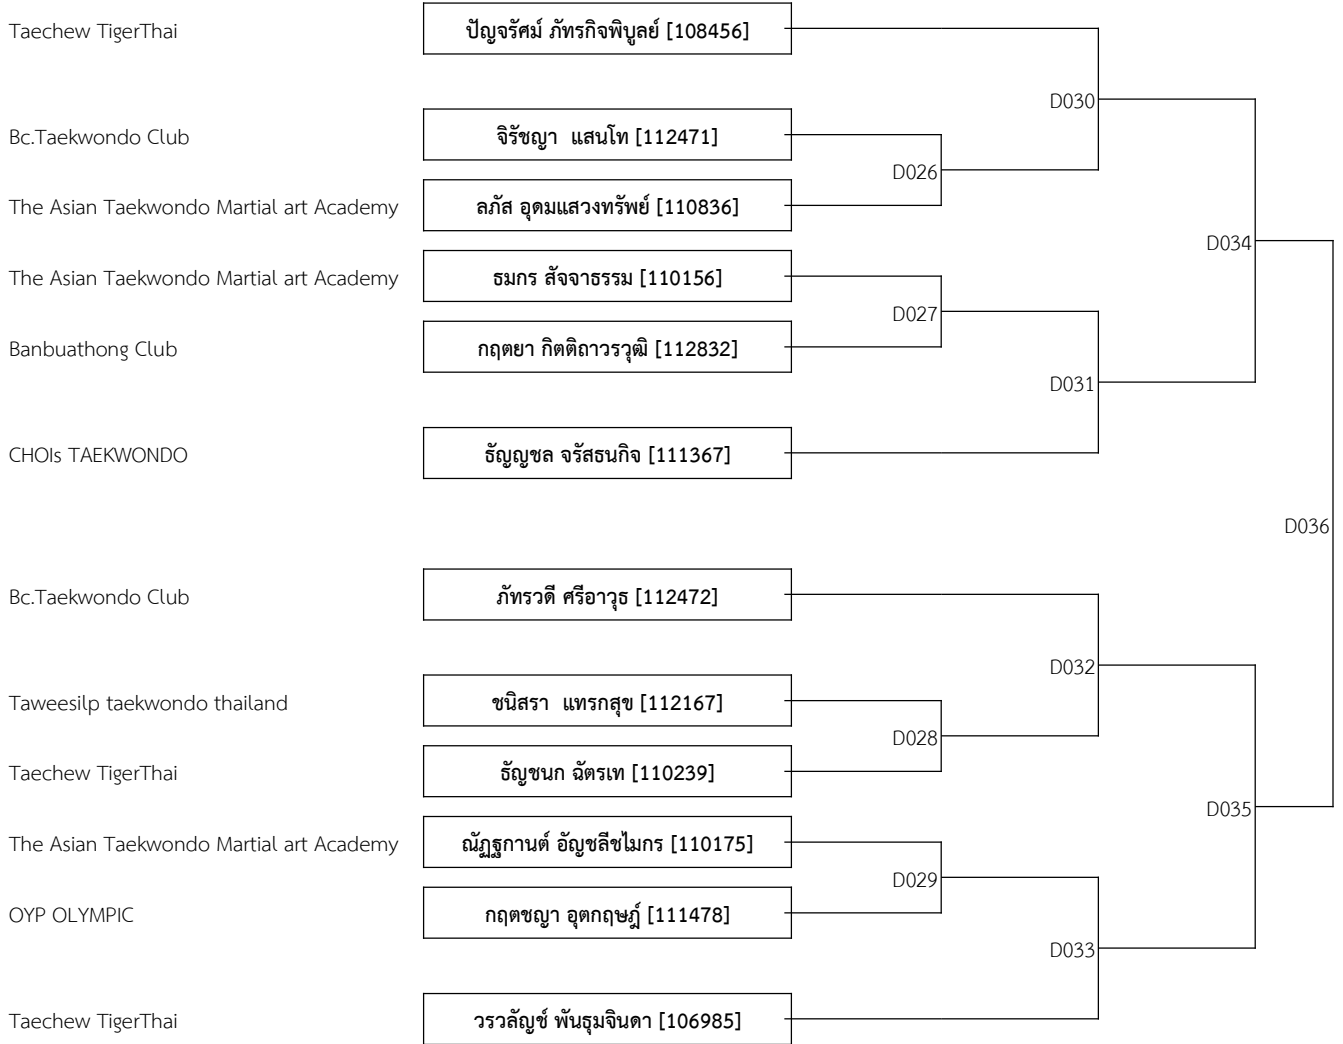 Taechew TigerThai
ปัญจรัศม์ ภัทรกิจพิบูลย์ [108456]
D030
Bc.Taekwondo Club
จิรัชญา  แสนโท [112471]
D026
The Asian Taekwondo Martial art Academy
ลภัส อุดมแสวงทรัพย์ [110836]
D034
The Asian Taekwondo Martial art Academy
ธมกร สัจจาธรรม [110156]
D027
Banbuathong Club
กฤตยา กิตติถาวรวุฒิ [112832]
D031
CHOIs TAEKWONDO
ธัญญชล จรัสธนกิจ [111367]
D036
Bc.Taekwondo Club
ภัทรวดี ศรีอาวุธ [112472]
D032
Taweesilp taekwondo thailand
ชนิสรา  แทรกสุข [112167]
D028
Taechew TigerThai
ธัญชนก ฉัตรเท [110239]
D035
The Asian Taekwondo Martial art Academy
ณัฏฐกานต์ อัญชลีชไมกร [110175]
D029
OYP OLYMPIC
กฤตชญา อุตกฤษฎ์ [111478]
D033
Taechew TigerThai
วรวลัญช์ พันธุมจินดา [106985]